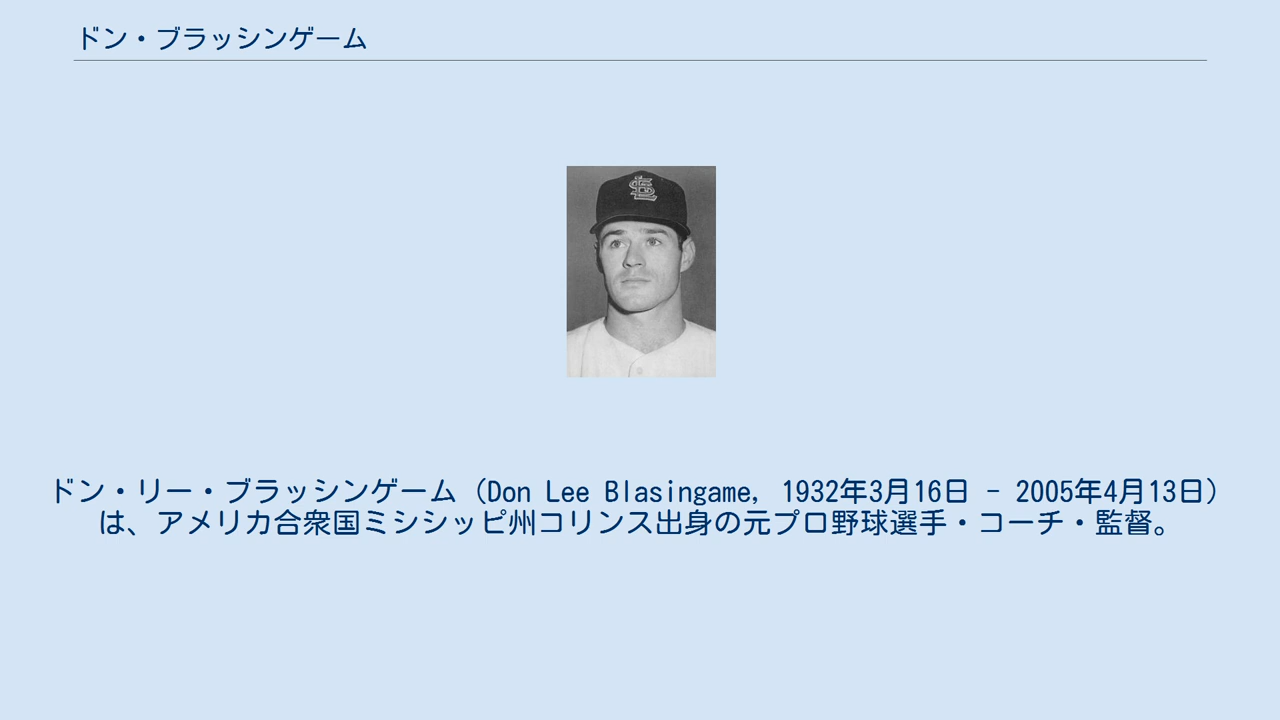 ドン・ブラッシンゲーム
STL
ドン・リー・ブラッシンゲーム（Don Lee Blasingame, 1932年3月16日 - 2005年4月13日）
は、アメリカ合衆国ミシシッピ州コリンス出身の元プロ野球選手・コーチ・監督。